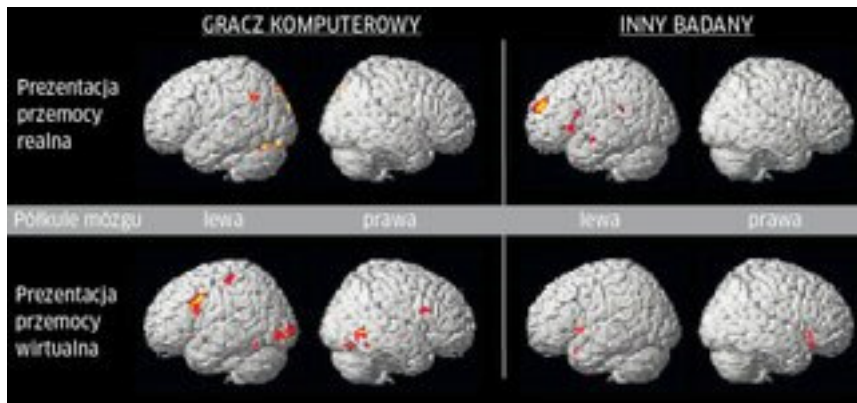 GRACZ KOMPUTEROWY
INNY BADANY
Prezentacja
przemocy
realna
Półkule mózgu lewa prawa lewa prawa
Prezentacja
przemocy
wirtualna